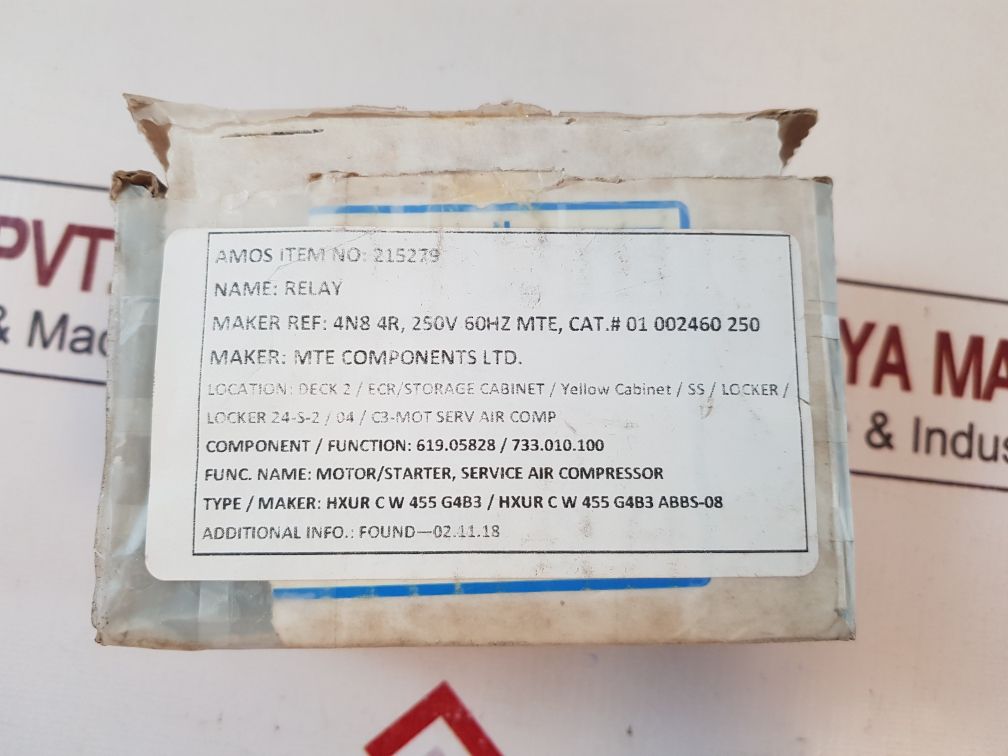 PVT.
& Mac
AMOS ITEM NO: 215279
NAME: RELAY
MAKER REF: 4N8 4R, 250V 60HZ MTE, CAT.# 01 002460 250
MAKER: MTE COMPONENTS LTD.
LOCATION: DECK 2 / ECR/STORAGE CABINET / Yellow Cabinet / SS / LOCKER /
LOCKER 24-S-2 / 04 / C3-MOT SERV AIR COMP
COMPONENT / FUNCTION: 619.05828 / 733.010.100
FUNC. NAME: MOTOR/STARTER, SERVICE AIR COMPRESSOR
TYPE / MAKER: HXUR C W 455 G4B3 / HXUR C W 455 G4B3 ABBS-08
ADDITIONAL INFO.: FOUND—02.11.18
YA MA
& Indus